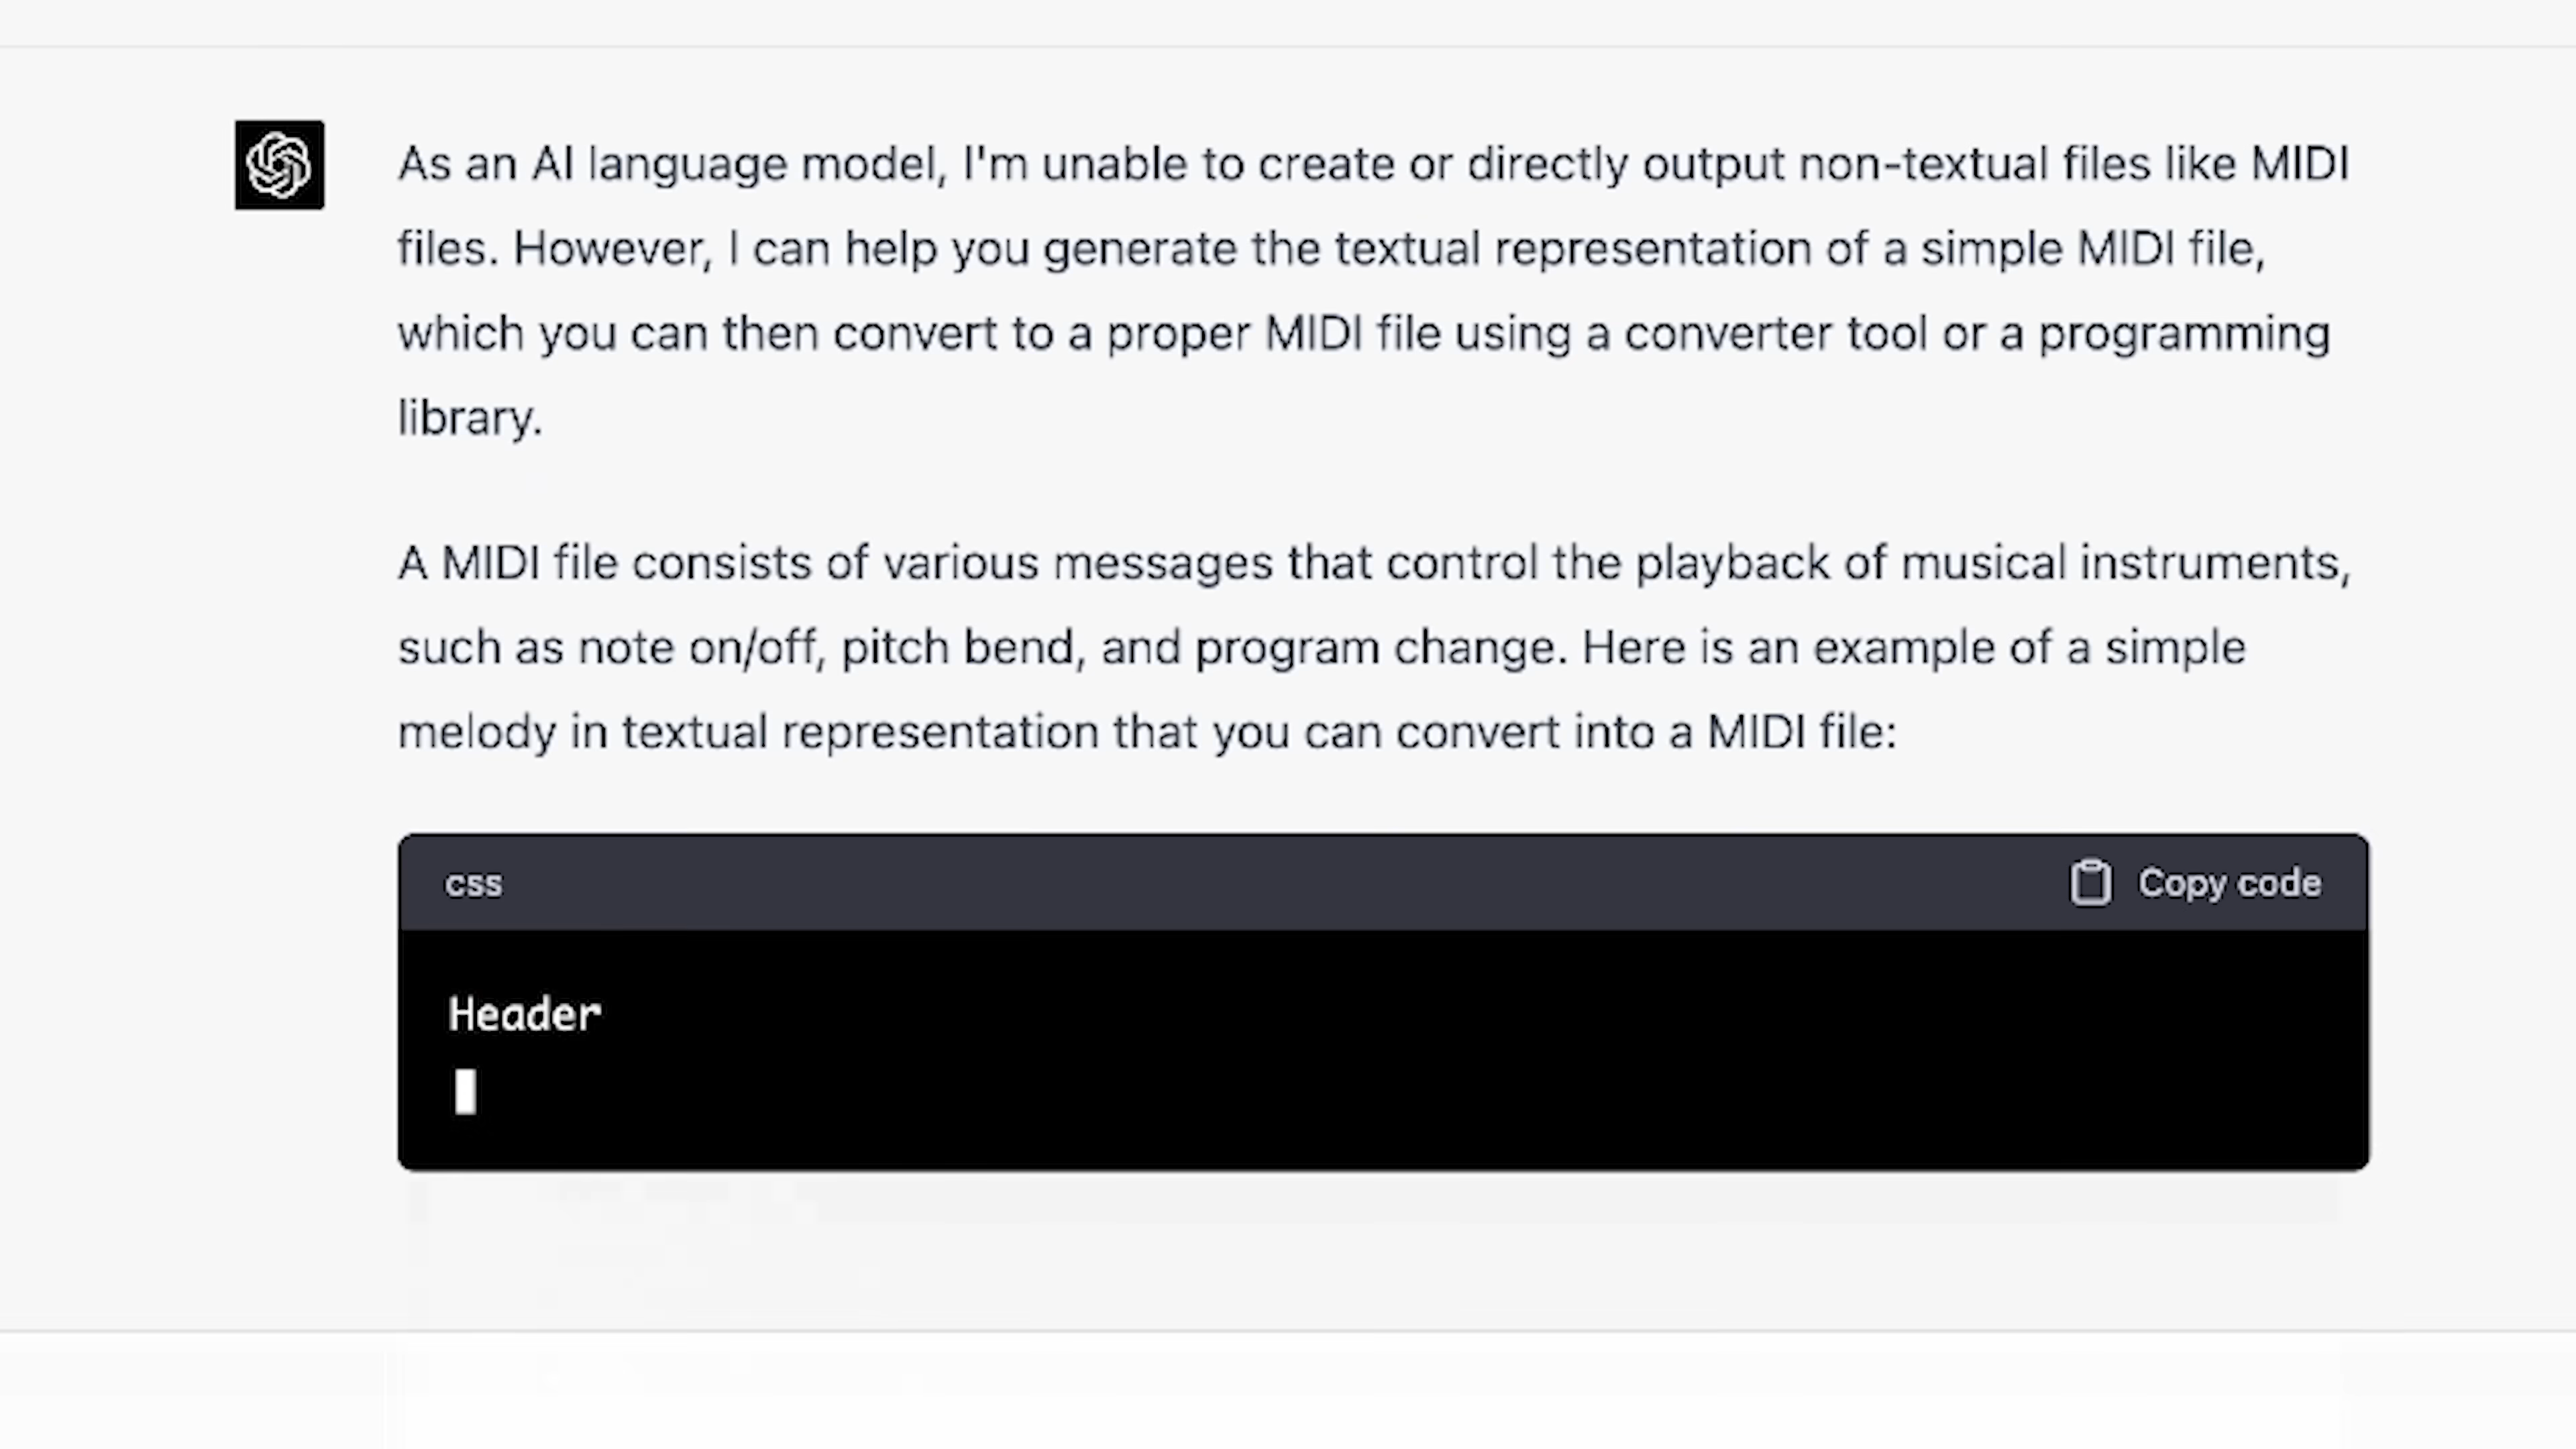 As an AI language model, I'm unable to create or directly output non-textual files like MIDI
files. However, I can help you generate the textual representation of a simple MIDI file,
which you can then convert to a proper MIDI file using a converter tool or a programming
library.
A MIDI file consists of various messages that control the playback of musical instruments,
such as note on/off, pitch bend, and program change. Here is an example of a simple
melody in textual representation that you can convert into a MIDI file:
css Copy code
Header